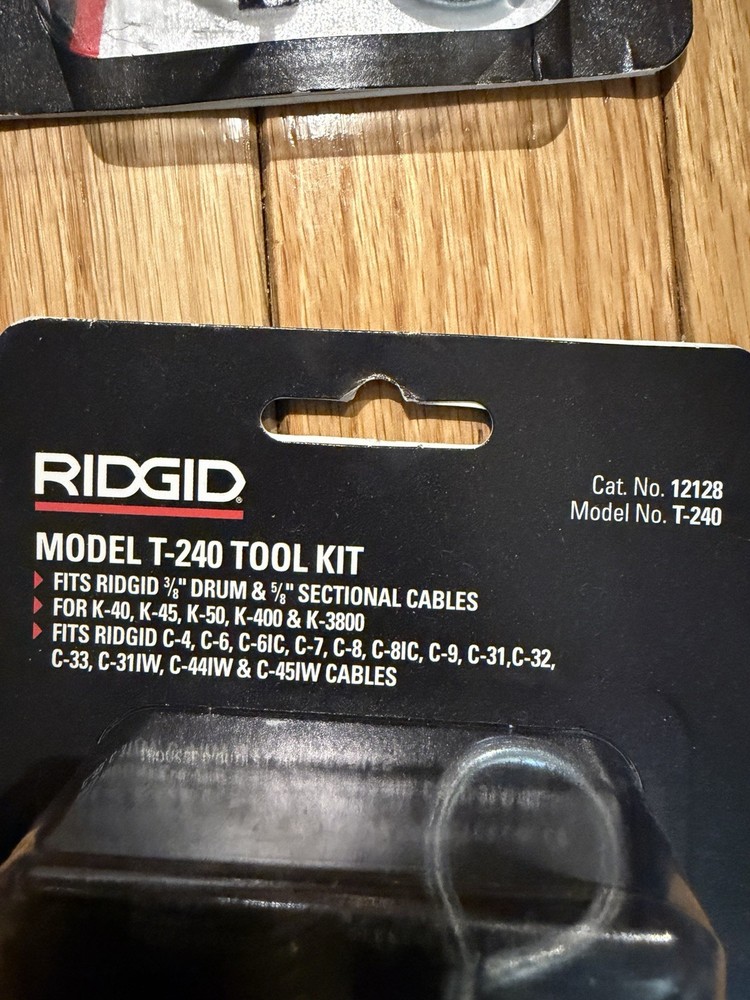 RIDGID®
Cat. No. 12128
Model No. T-240
MODEL T-240 TOOL KIT
FITS RIDGID 3/8" DRUM & 5/8" SECTIONAL CABLES
FOR K-40, K-45, K-50, K-400 & K-3800
FITS RIDGID C-4, C-6, C-6IC, C-7, C-8, C-8IC, C-9, C-31,C-32,
C-33, C-31IW, C-44IW & C-45IW CABLES